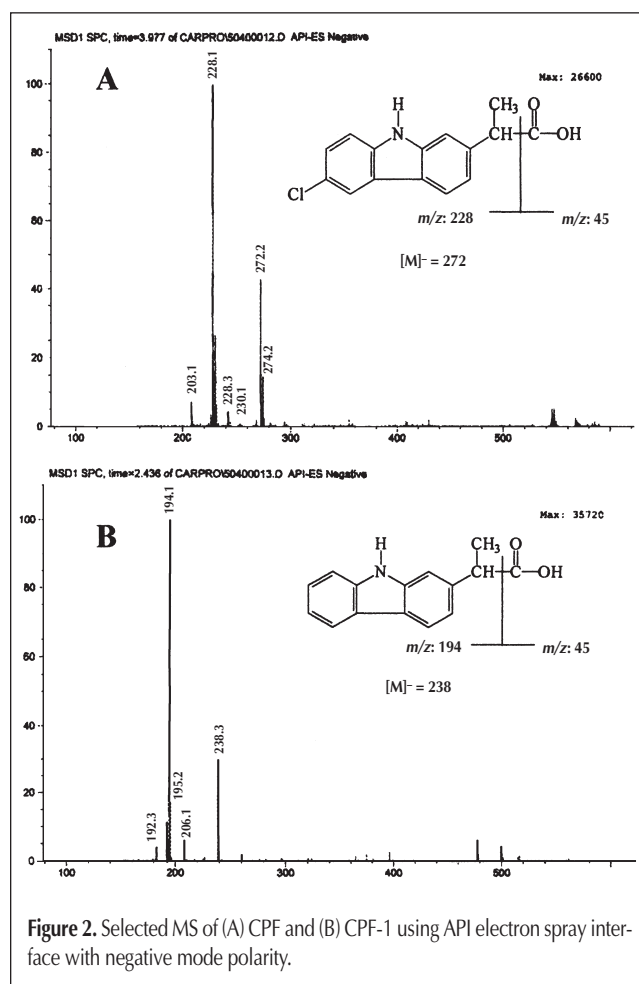 MSD1 SPC, time=3.977 of CARPRO\50400012.D API-ES Negative
A
Max: 26600
100
80
60
40
20
0
228.1
272.2
274.2
203.1
228.3
230.1
H
N
Cl
CH3
O
CH
C
OH
m/z: 228
m/z: 45
[M]– = 272
100
200
300
400
500
MSD1 SPC, time=2.436 of CARPRO\50400013.D API-ES Negative
B
100
80
60
40
20
0
194.1
195.2
192.3
206.1
238.3
H
N
CH3
O
CH
C
OH
m/z: 194
m/z: 45
[M]– = 238
100
200
300
400
500
Figure 2. Selected MS of (A) CPF and (B) CPF-1 using API electron spray inter-
face with negative mode polarity.